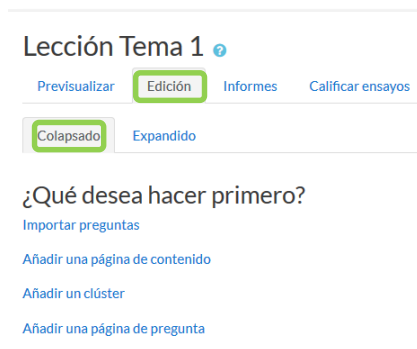 Lección Tema 1
Previsualizar Edición Informes Calificar ensayos
Colapsado Expandido
¿Qué desea hacer primero?
Importar preguntas
Añadir una página de contenido
Añadir un clúster
Añadir una página de pregunta